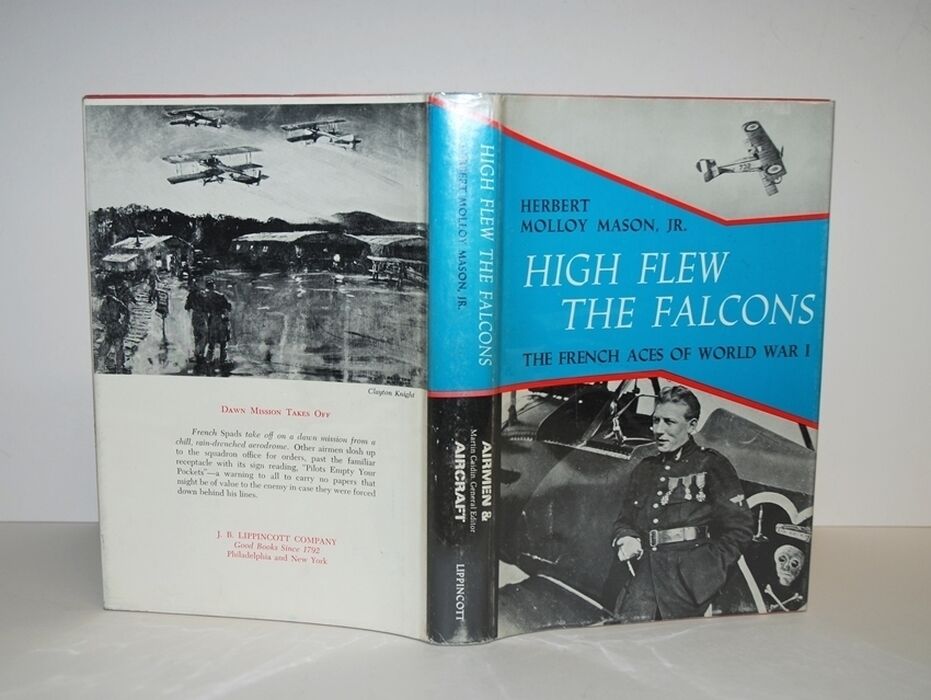 Clayton Knight
DAWN MISSION TAKES OFF
French Spads take off on a dawn mission from a
chill, rain-drenched aerodrome. Other airmen slosh up
to the squadron office for orders, past the familiar
receptacle with its sign reading, "Pilots Empty Your
Pockets"—a warning to all to carry no papers that
might be of value to the enemy in case they were forced
down behind his lines.
J. B. LIPPINCOTT COMPANY
Good Books Since 1792
Philadelphia and New York
HIGH FLEW THE FALCONS
HERBERT MOLLOY MASON, JR.
AIRMEN &
AIRCRAFT
Martin Caidin, General Editor
LIPPINCOTT
HERBERT
MOLLOY MASON, JR.
HIGH FLEW
THE FALCONS
THE FRENCH ACES OF WORLD WAR I